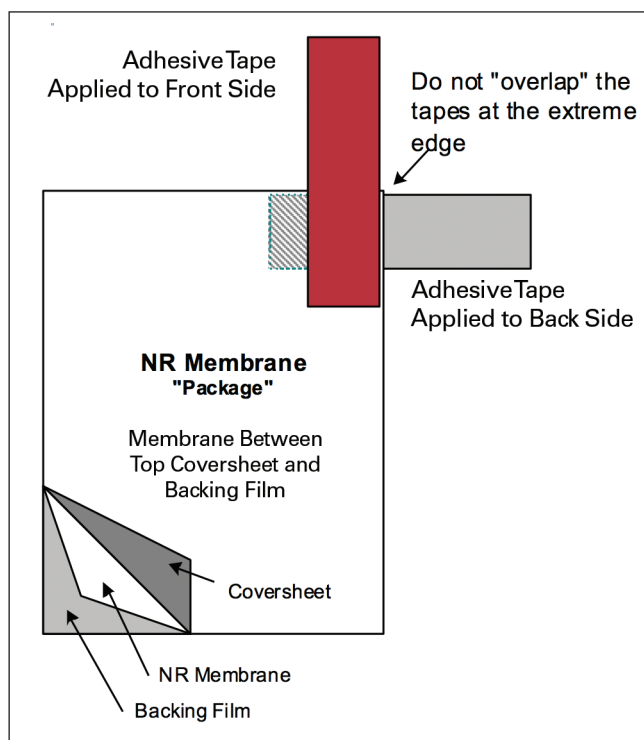 Adhesive Tape
Applied to Front Side
Do not "overlap" the
tapes at the extreme
edge
Adhesive Tape
Applied to Back Side
NR Membrane
"Package"
Membrane Between
Top Coversheet and
Backing Film
Coversheet
NR Membrane
Backing Film